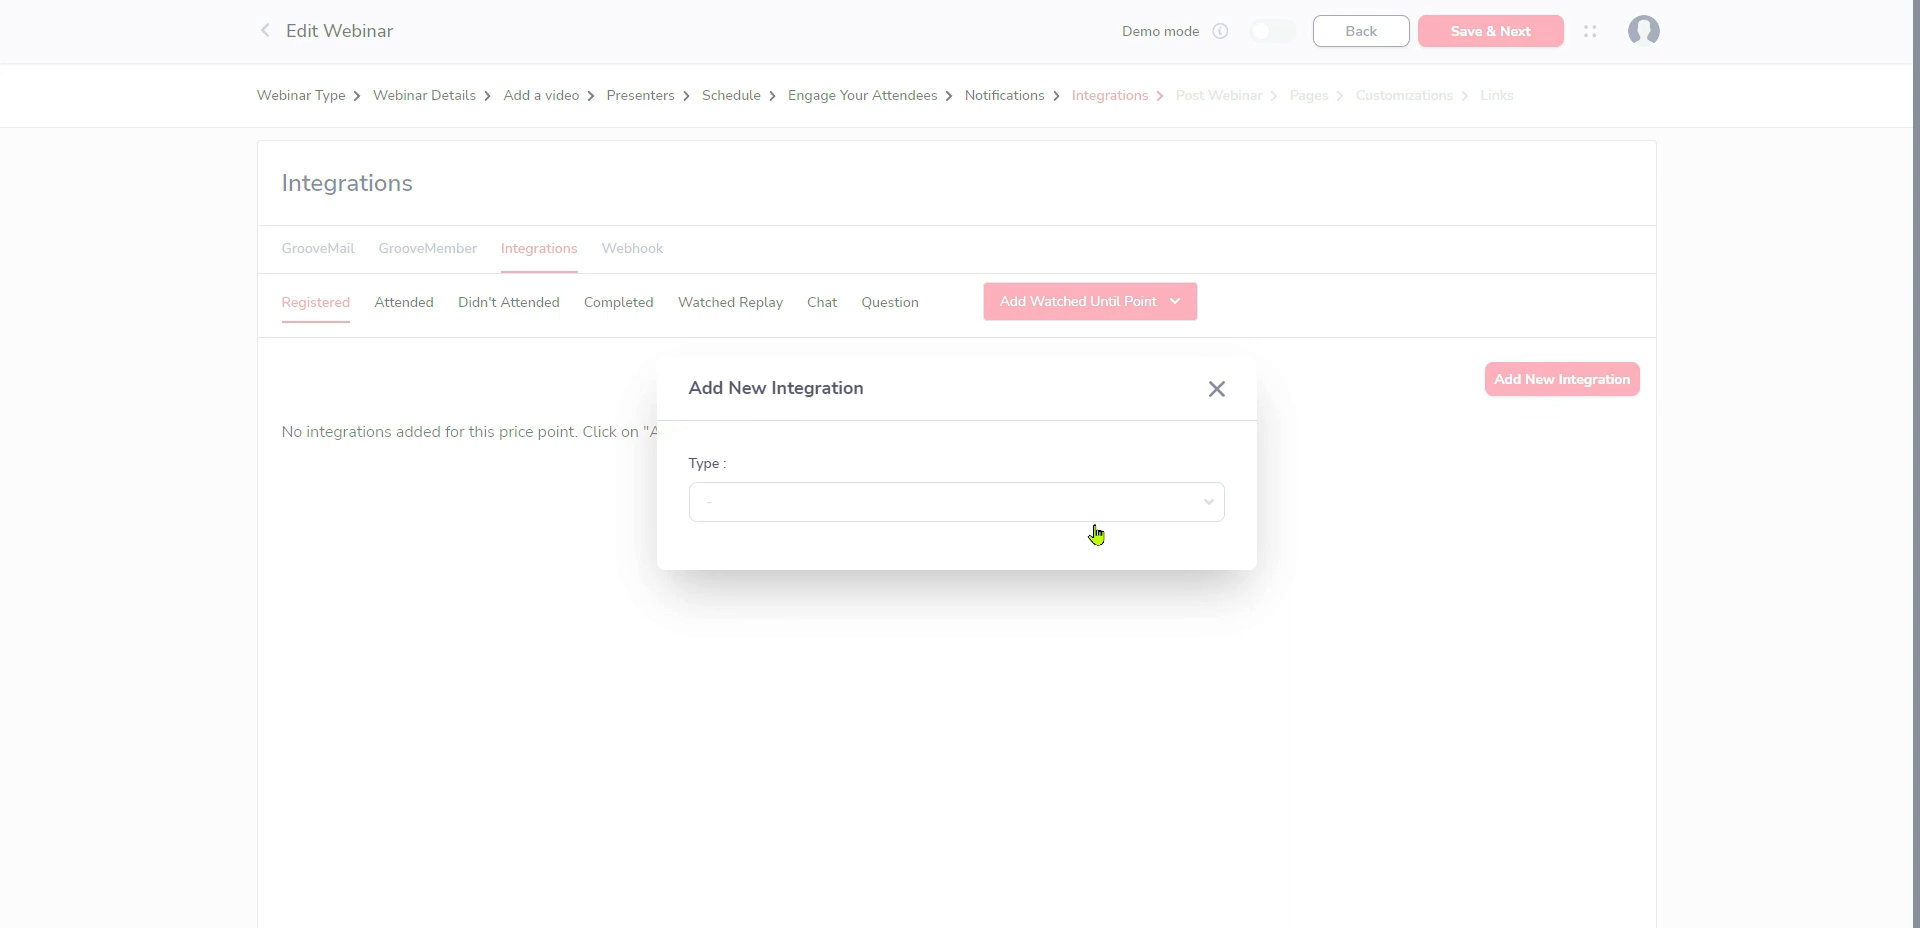 Edit Webinar
Demo mode
Back
Save & Next
Webinar Type
Webinar Details
Add a video
Presenters
Schedule
Engage Your Attendees
Notifications
Integrations
Post Webinar
Pages
Customizations
Links
Integrations
GrooveMail
GrooveMember
Integrations
Webhook
Registered
Attended
Didn't Attended
Completed
Watched Replay
Chat
Question
Add Watched Until Point
Add New Integration
No integrations added for this price point. Click on "A
Add New Integration
Type :
-